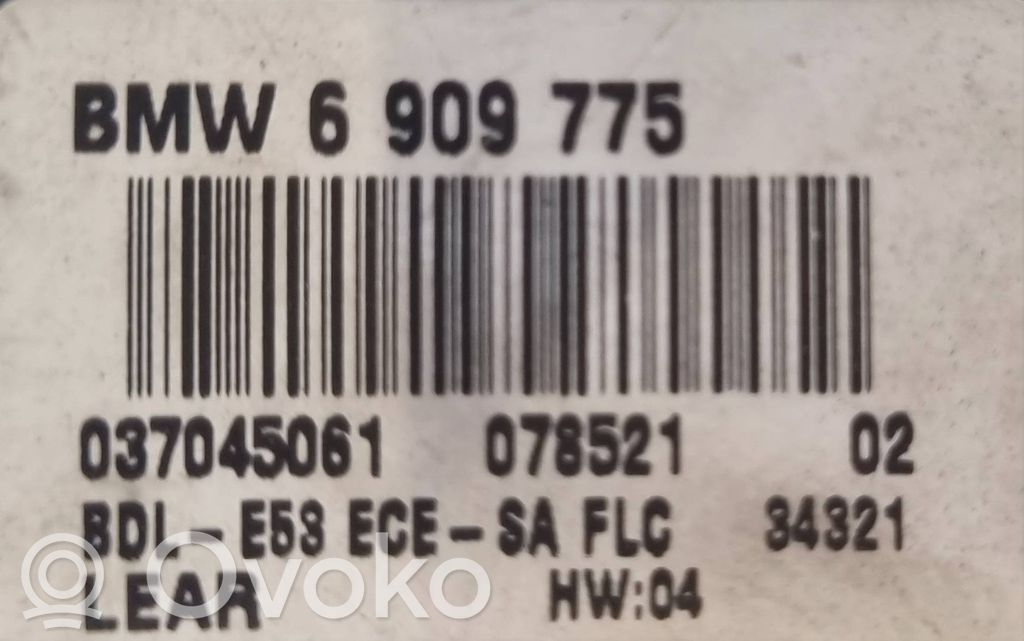 BMW 6 909 775
037045061 078521 02
BDL - E53 ECE - SA FLC 34321
LEAR HW:04
Ovoko